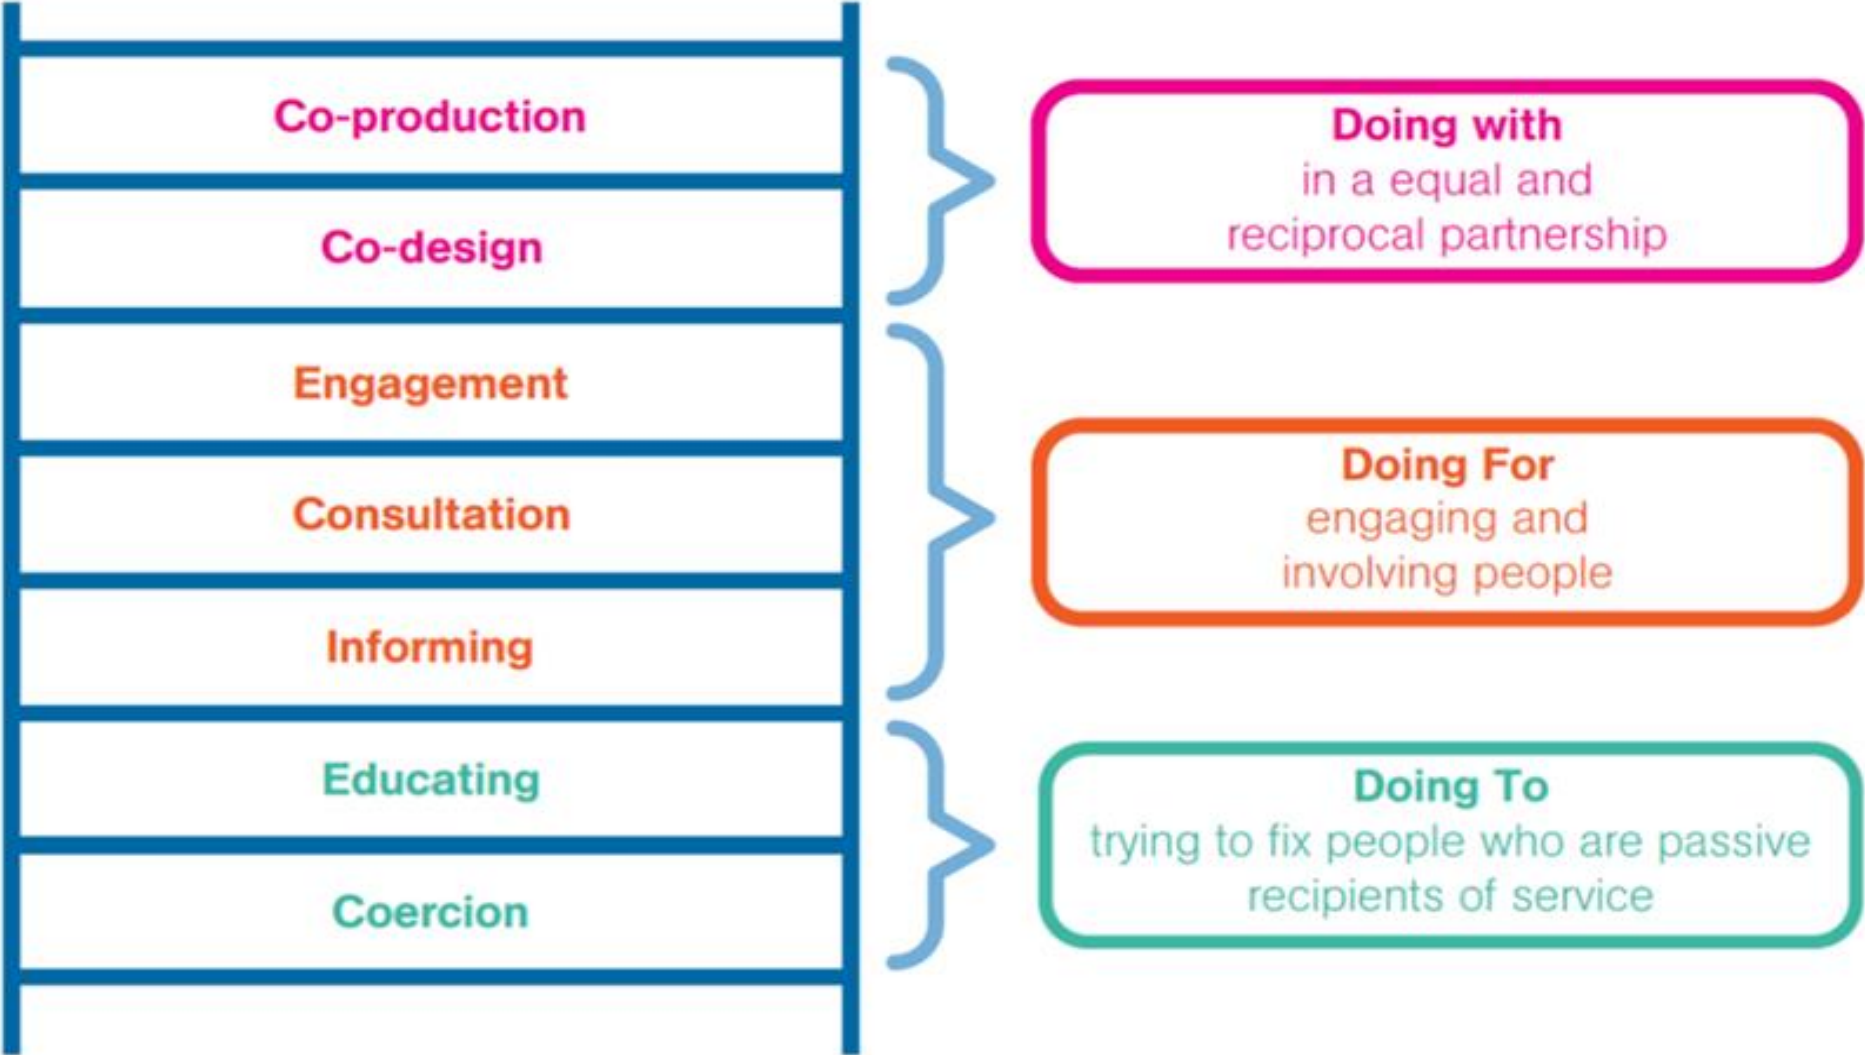 Co-production
Co-design
Engagement
Consultation
Informing
Educating
Coercion
Doing with
in a equal and
reciprocal partnership
Doing For
engaging and
involving people
Doing To
trying to fix people who are passive
recipients of service